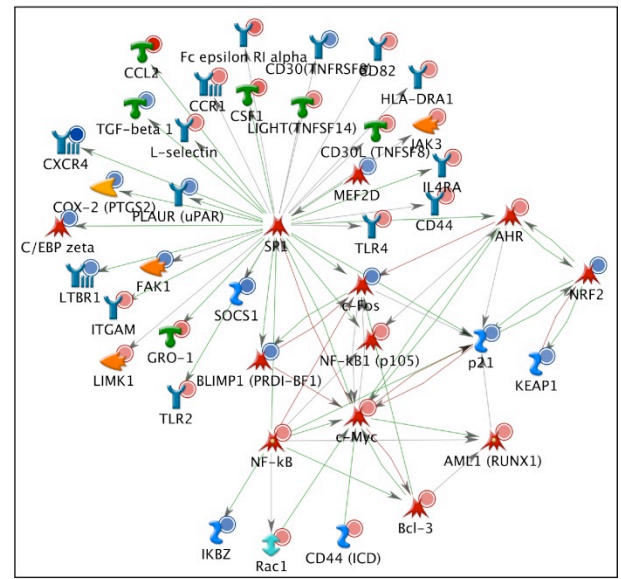 Fc epsilon RI alpha
CD30(TNFRSF8)
CD82
CCL2
CCR1
HLA-DRA1
CSF1
TGF-beta 1
LIGHT(TNFSF14)
L-selectin
CD30L (TNFSF8)
JAK3
CXCR4
MEF2D
IL4RA
COX-2 (PTGS2)
PLAUR (uPAR)
CD44
C/EBP zeta
SP1
TLR4
AHR
LTBR1
FAK1
NRF2
ITGAM
SOCS1
c-Fos
GRO-1
NF-kB1 (p105)
p21
LIMK1
BLIMP1 (PRDI-BF1)
KEAP1
TLR2
c-Myc
NF-kB
AML1 (RUNX1)
Bcl-3
IKBZ
Rac1
CD44 (ICD)